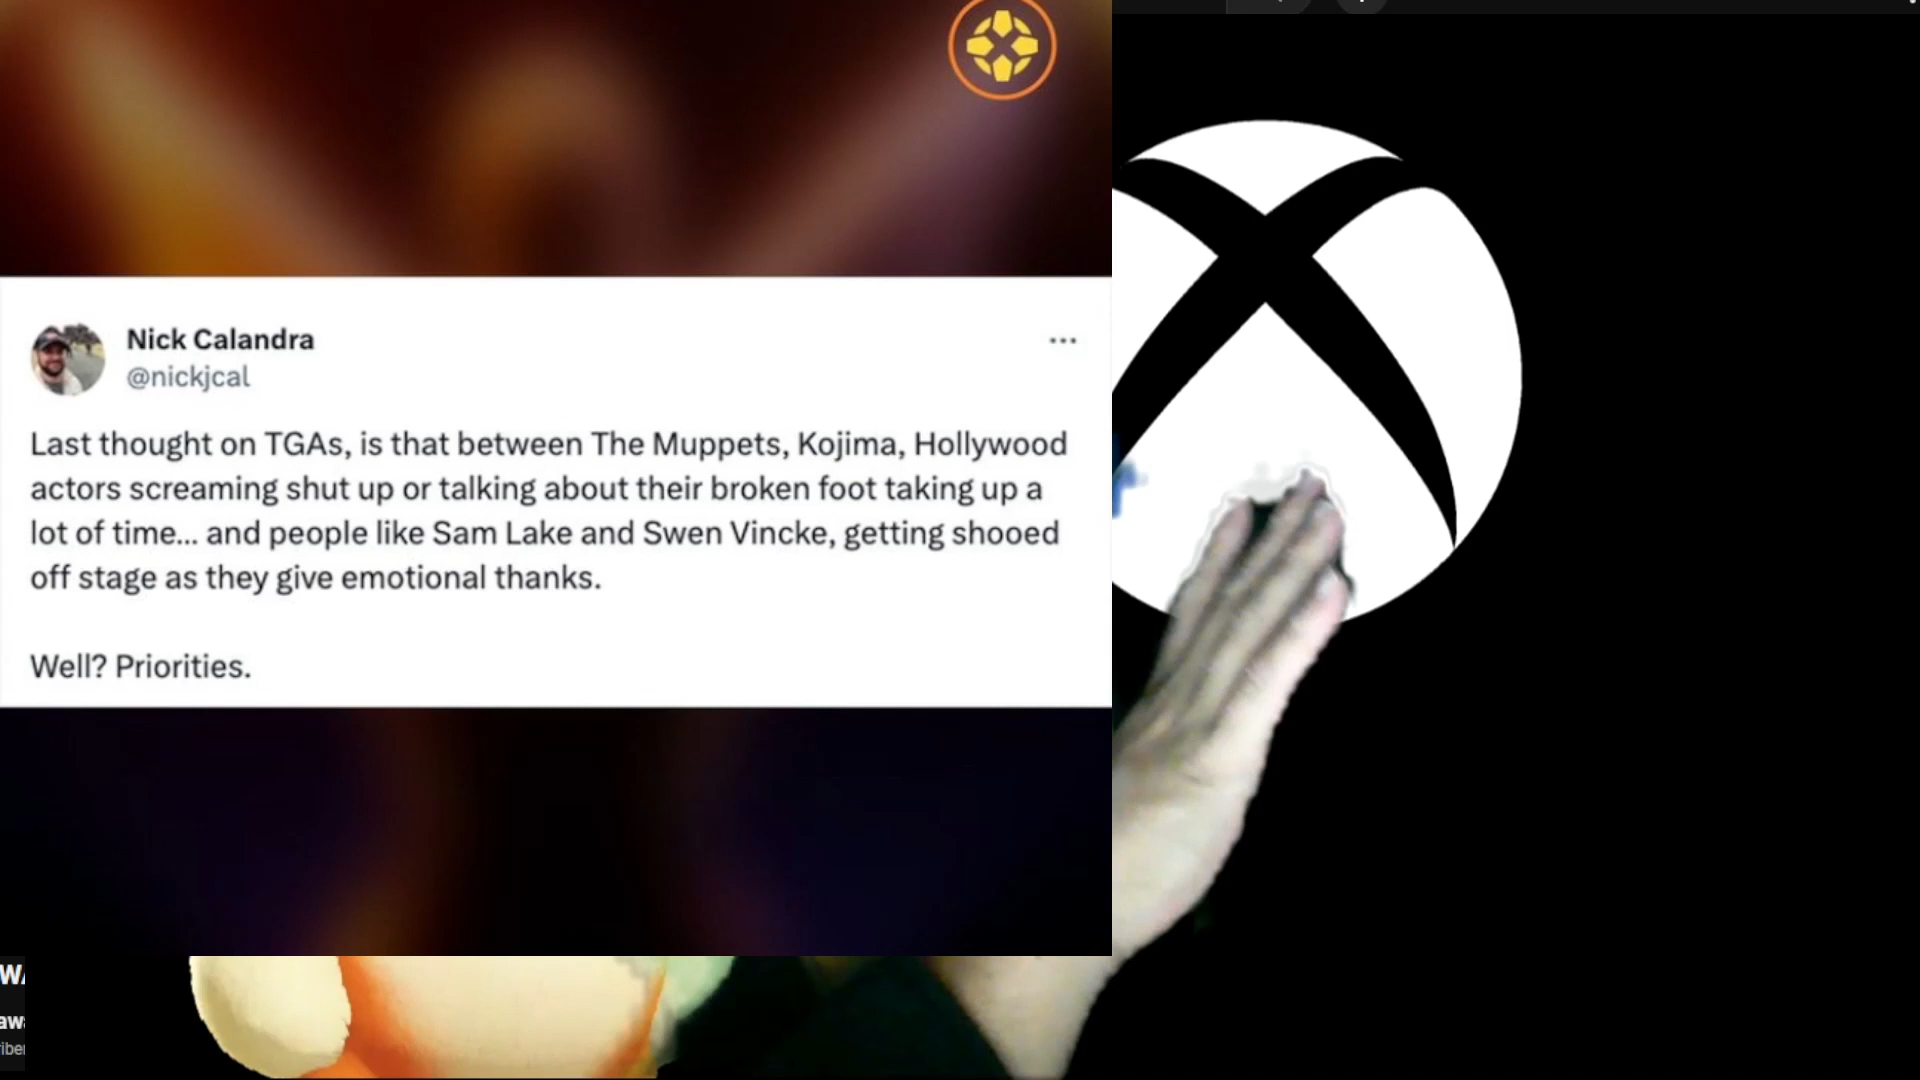 Nick Calandra
@nickjcal
Last thought on TGAs, is that between The Muppets, Kojima, Hollywood
actors screaming shut up or talking about their broken foot taking up a
lot of time... and people like Sam Lake and Swen Vincke, getting shooed
off stage as they give emotional thanks.
Well? Priorities.